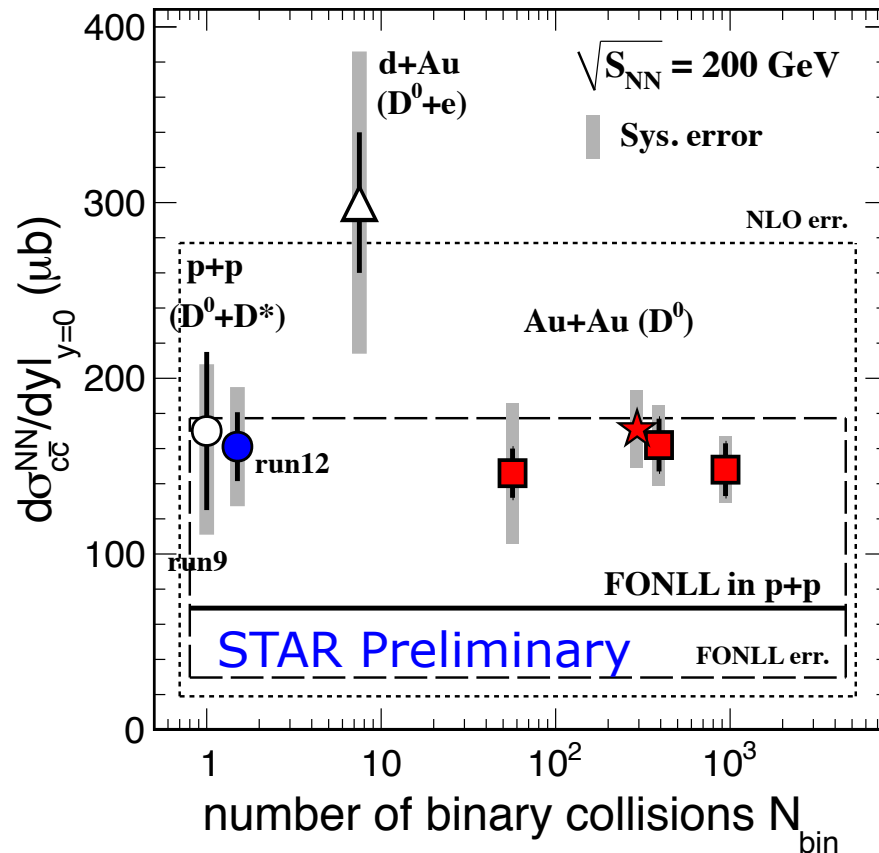 400
300
200
100
0
dσ^NN_cc̅/dy|_y=0 (μb)
d+Au
(D⁰+e)
√S_NN = 200 GeV
Sys. error
NLO err.
p+p
(D⁰+D*)
Au+Au (D⁰)
run12
run9
FONLL in p+p
STAR Preliminary
FONLL err.
1 10 10² 10³
number of binary collisions N_bin